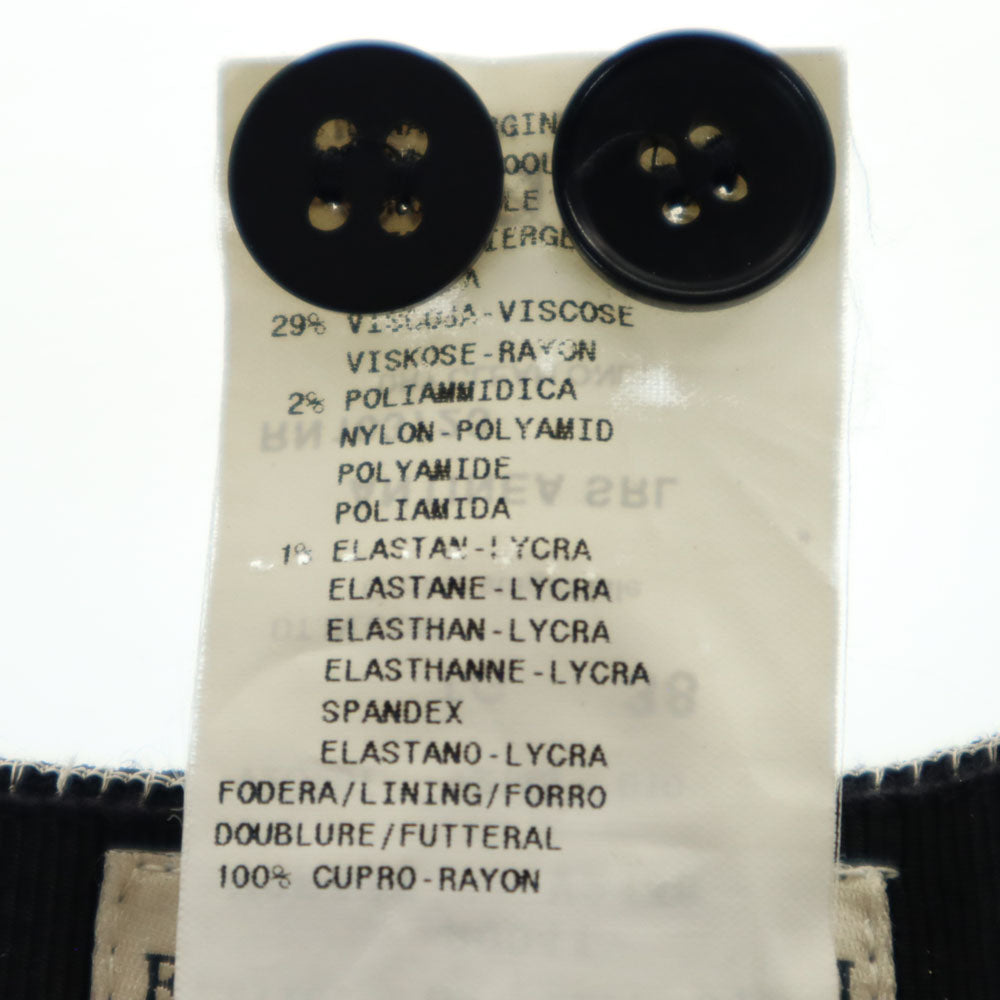 29% VISCOSA-VISCOSE
VISKOSE-RAYON
2% POLIAMMIDICA
NYLON-POLYAMID
POLYAMIDE
POLIAMIDA
1% ELASTAN-LYCRA
ELASTANE-LYCRA
ELASTHAN-LYCRA
ELASTHANNE-LYCRA
SPANDEX
ELASTANO-LYCRA
FODERA/LINING/FORRO
DOUBLURE/FUTTERAL
100% CUPRO-RAYON